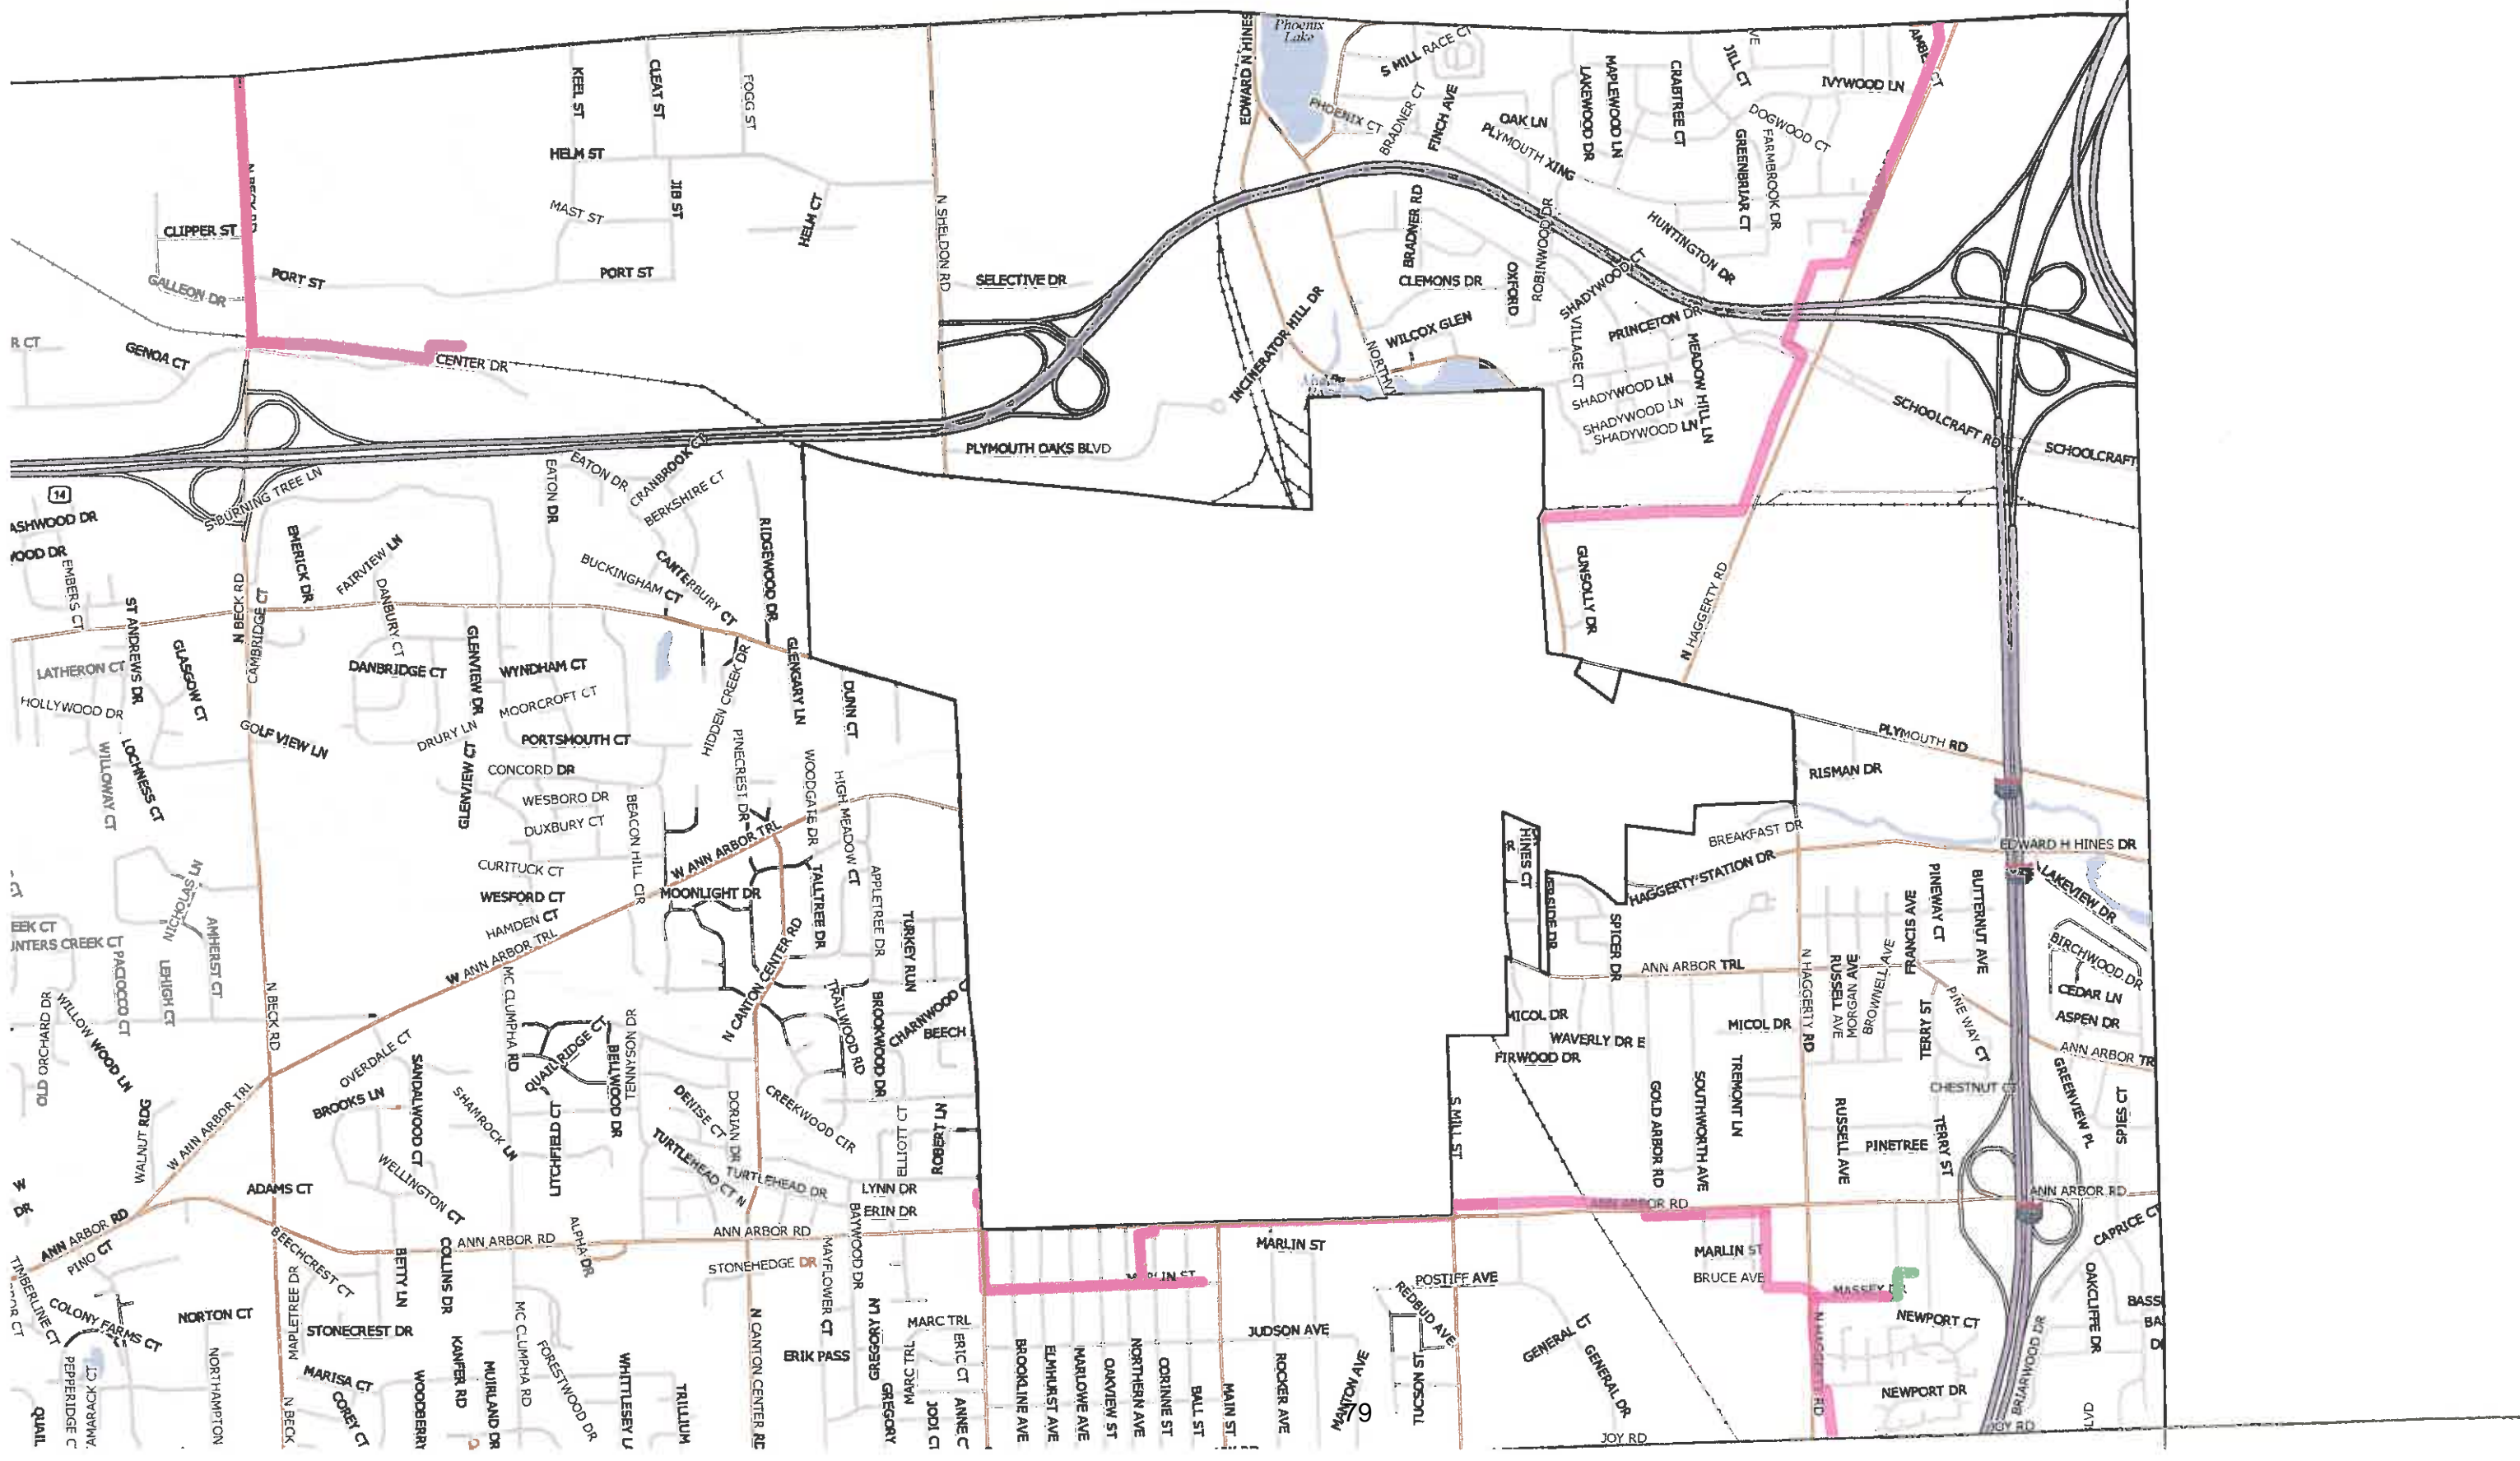 Phoenix
Lake
EDWARD N HINES
S MILL RACE CT
PHOENIX CT
BRADNER CT
FINCH AVE
OAK LN
PLYMOUTH XING
LAKEWOOD DR
MAPLEWOOD LN
CRABTREE CT
JILL CT
IVYWOOD LN
DOGWOOD CT
GREENBRIAR CT
FARMBROOK DR
HUNTINGTON DR
KEEL ST
CLEAT ST
FOGG ST
HELM ST
JIB ST
MAST ST
HELM CT
CLIPPER ST
GALLEON DR
PORT ST
PORT ST
N SHELDON RD
SELECTIVE DR
R CT
GENOA CT
CENTER DR
BRADNER RD
CLEMONS DR
OXFORD
ROBINWOOD DR
SHADYWOOD CT
VILLAGE CT
PRINCETON DR
MEADOW HILL LN
WILCOX GLEN
INCINERATOR HILL DR
SHADYWOOD LN
SHADYWOOD LN
SHADYWOOD LN
SCHOOLCRAFT RD
SCHOOLCRAFT
PLYMOUTH OAKS BLVD
14
ASHWOOD DR
S BURNING TREE LN
EATON DR
EATON DR
CRANBROOK CT
BERKSHIRE CT
EMBERS CT
EMERICK DR
FAIRVIEW LN
DANBURY CT
BUCKINGHAM CT
CANTERBURY CT
RIDGEWOOD DR
N BECK RD
CAMBRIDGE CT
ST ANDREWS DR
GLASGOW CT
LATHERON CT
HOLLYWOOD DR
DANBRIDGE CT
GLENVIEW DR
WYNDHAM CT
MOORCROFT CT
HIDDEN CREEK DR
GLENGARY LN
DUNN CT
GUNSOLLY DR
N HAGGERTY RD
GOLF VIEW LN
DRURY LN
PORTSMOUTH CT
CONCORD DR
WESBORO DR
DUXBURY CT
GLENVIEW CT
WILLOWAY CT
LOCHNESS CT
PINECREST DR
WOODGATE DR
HIGH MEADOW CT
BEACON HILL CIR
W ANN ARBOR TRL
PLYMOUTH RD
RISMAN DR
BREAKFAST DR
HAGGERTY STATION DR
EDWARD H HINES DR
LAKEVIEW DR
HINES CT
SPICER DR
CURITUCK CT
WESFORD CT
HAMDEN CT
W ANN ARBOR TRL
MOONLIGHT DR
TALLTREE DR
APPLETREE DR
TURKEY RUN
NICHOLAS LN
AMHERST CT
EEK CT
LEHIGH CT
PACIOCCO CT
PINEWAY CT
FRANCIS AVE
BUTTERNUT AVE
BIRCHWOOD DR
CEDAR LN
ASPEN DR
ANN ARBOR TRL
N HAGGERTY RD
RUSSELL AVE
MORGAN AVE
BROWNELL AVE
TERRY ST
PINE WAY CT
ANN ARBOR TR
OLD ORCHARD DR
WILLOW WOOD LN
N BECK RD
MC CLUMPHA RD
QUAIL RIDGE CT
BELLWOOD DR
TENNYSON DR
N CANTON CENTER RD
TRAILWOOD RD
BROOKWOOD DR
CHARNWOOD C
BEECH
MICOL DR
FIRWOOD DR
WAVERLY DR E
MICOL DR
OVERDALE CT
BROOKS LN
SANDALWOOD CT
SHAMROCK LN
LITCHFIELD CT
DENISE CT
DORIAN DR
CREEKWOOD CIR
ELLIOTT CT
ROBERT LN
S MILL ST
GOLD ARBOR RD
SOUTHWORTH AVE
TREMONT LN
RUSSELL AVE
CHESTNUT CT
PINETREE
TERRY ST
GREENVIEW PL
SPIES CT
WALNUT RDG
W ANN ARBOR TRL
WELLINGTON CT
TURTLEHEAD CT N
TURTLEHEAD DR
LYNN DR
ERIN DR
W
DR
ADAMS CT
ANN ARBOR RD
PINO CT
BEECHCREST CT
ANN ARBOR RD
ALPHA DR
ANN ARBOR RD
STONEHEDGE DR
BAYWOOD DR
MAYFLOWER CT
ANN ARBOR RD
ANN ARBOR RD
CAPRICE CT
MARLIN ST
MARLIN ST
MARLIN ST
BRUCE AVE
POSTIFF AVE
REDBUD AVE
TIMBERLINE CT
COLONY FARMS CT
NORTON CT
MAPLETREE DR
STONECREST DR
BETTY LN
COLLINS DR
GREGORY LN
MARC TRL
ERIK PASS
JUDSON AVE
GENERAL CT
GENERAL DR
NEWPORT CT
NEWPORT DR
OAKCLIFFE DR
BASS
BRIARWOOD DR
QUAIL
PEPPERIDGE C
NORTHAMPTON
N BECK
MARISA CT
COREY CT
WOODBERRY
KANFER RD
MUIRLAND DR
MC CLUMPHA RD
FORESTWOOD DR
WHITTLESEY L
TRILLIUM
N CANTON CENTER RD
GREGORY
MARC TRL
JODI CT
ERIC CT
ANNE C
BROOKLINE AVE
ELMHURST AVE
MARLOWE AVE
OAKVIEW ST
NORTHERN AVE
CORINNE ST
BALL ST
MAIN ST
ROCKER AVE
MANTON AVE
79
TUCSON ST
JOY RD
JOY RD